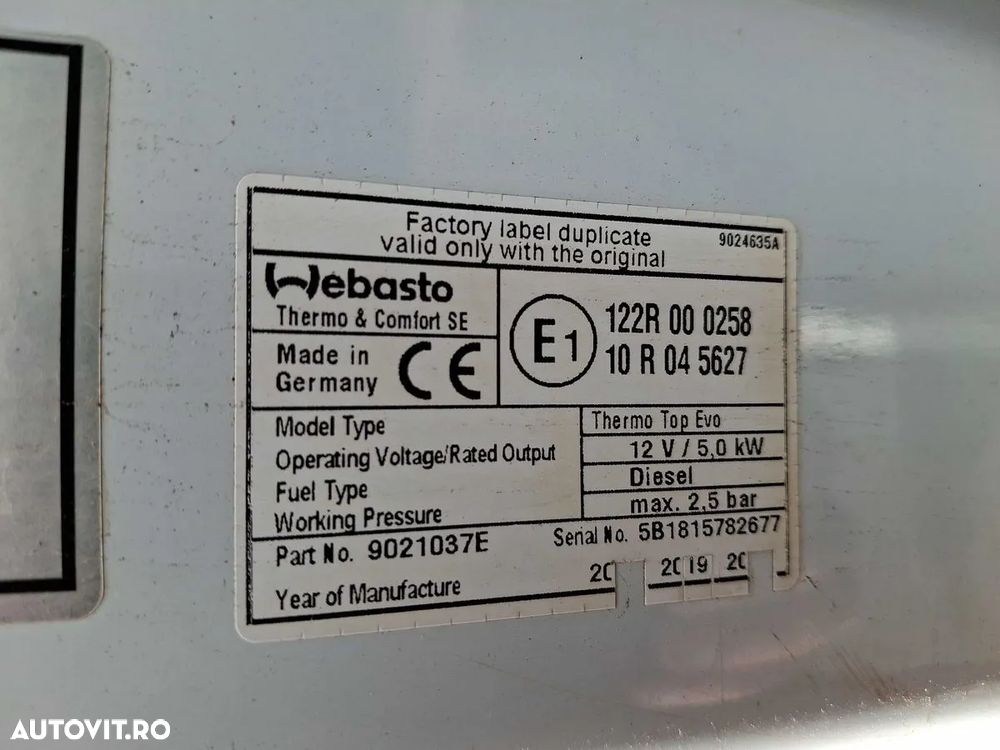 Factory label duplicate
valid only with the original
9024635A
Webasto
Thermo & Comfort SE
Made in
Germany
CE
E1
122R 00 0258
10 R 04 5627
Model Type
Thermo Top Evo
Operating Voltage/Rated Output
12 V / 5,0 kW
Fuel Type
Diesel
Working Pressure
max. 2,5 bar
Part No. 9021037E
Serial No. 5B1815782677
Year of Manufacture
2019
AUTOVIT.RO